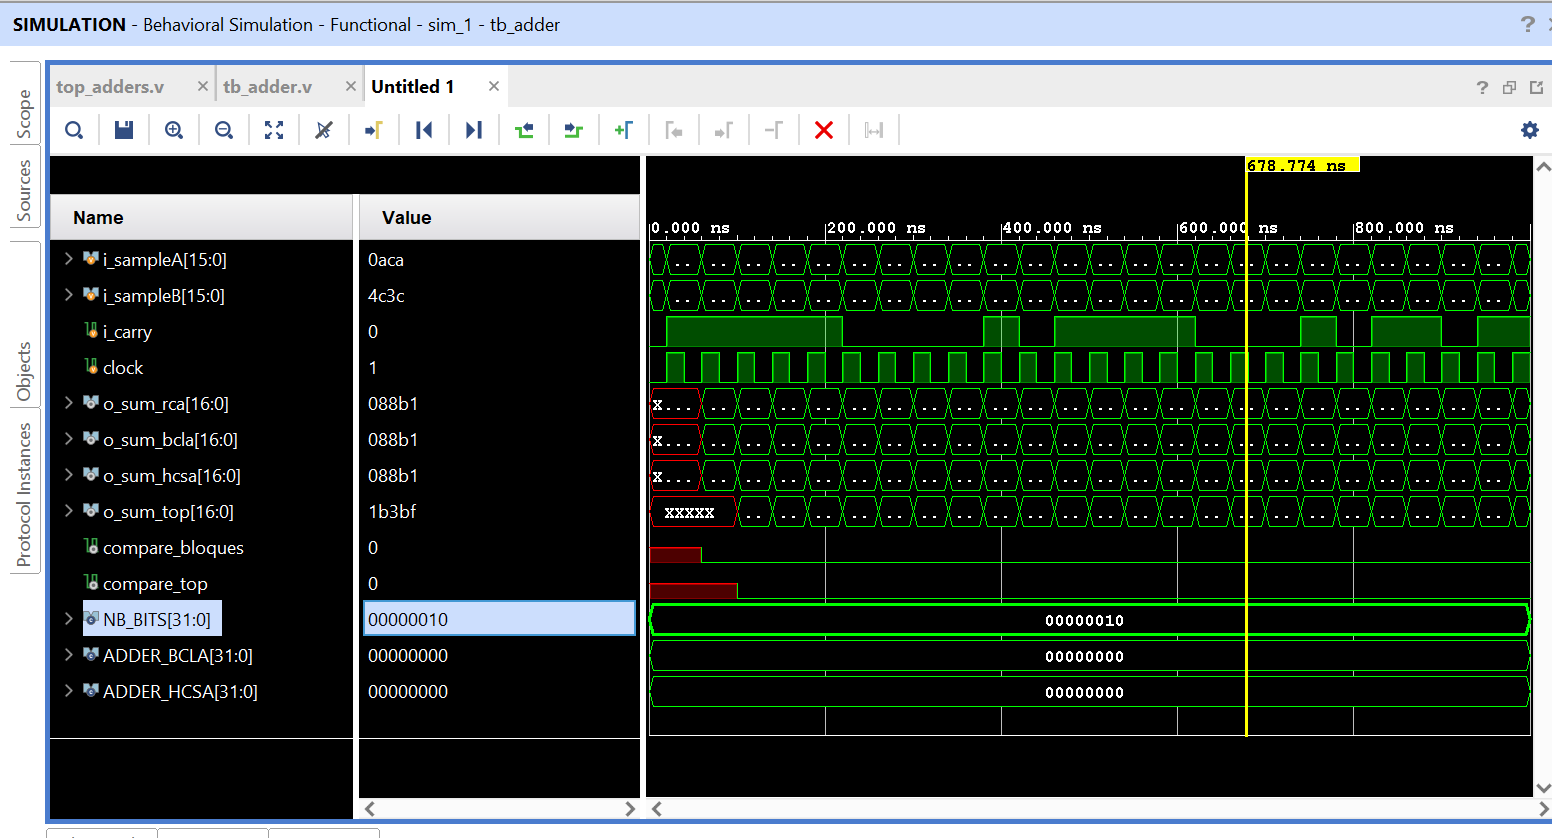 SIMULATION - Behavioral Simulation - Functional - sim_1 - tb_adder
?
Scope
Sources
Objects
Protocol Instances
top_adders.v
tb_adder.v
Untitled 1
?
678.774 ns
Name
Value
0.000 ns 200.000 ns 400.000 ns 600.000 ns 800.000 ns
i_sampleA[15:0] 0aca
i_sampleB[15:0] 4c3c
i_carry 0
clock 1
o_sum_rca[16:0] 088b1 X...
o_sum_bcla[16:0] 088b1 X...
o_sum_hcsa[16:0] 088b1 X...
o_sum_top[16:0] 1b3bf XXXXX
compare_bloques 0
compare_top 0
NB_BITS[31:0] 00000010 00000010
ADDER_BCLA[31:0] 00000000 00000000
ADDER_HCSA[31:0] 00000000 00000000